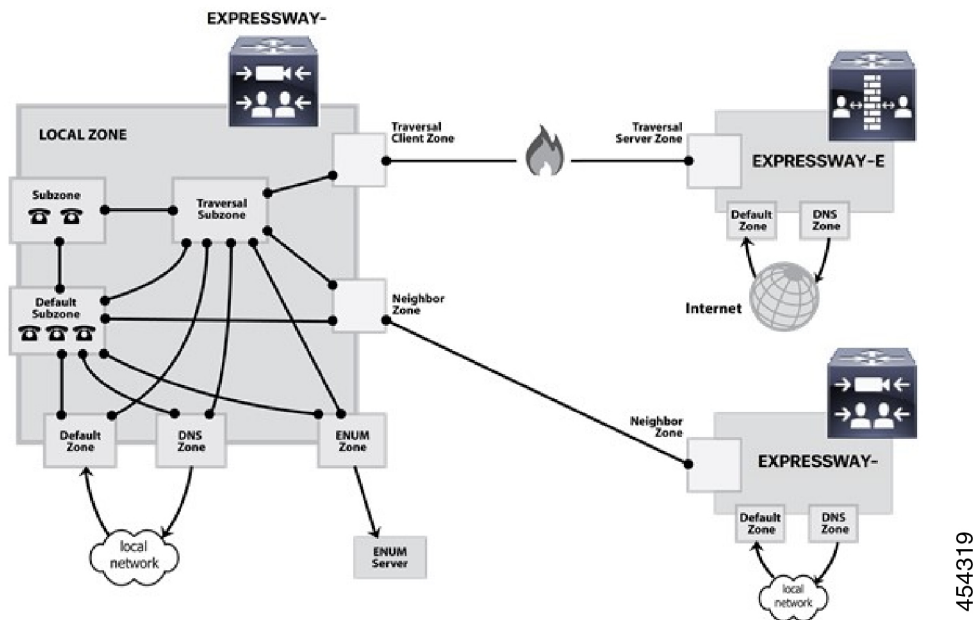 EXPRESSWAY-
LOCAL ZONE
Traversal
Client Zone
Traversal
Server Zone
EXPRESSWAY-E
Subzone
Traversal
Subzone
Default
Zone
DNS
Zone
Default
Subzone
Neighbor
Zone
Internet
Default
Zone
DNS
Zone
ENUM
Zone
Neighbor
Zone
EXPRESSWAY-
Default
Zone
DNS
Zone
local
network
ENUM
Server
local
network
454319